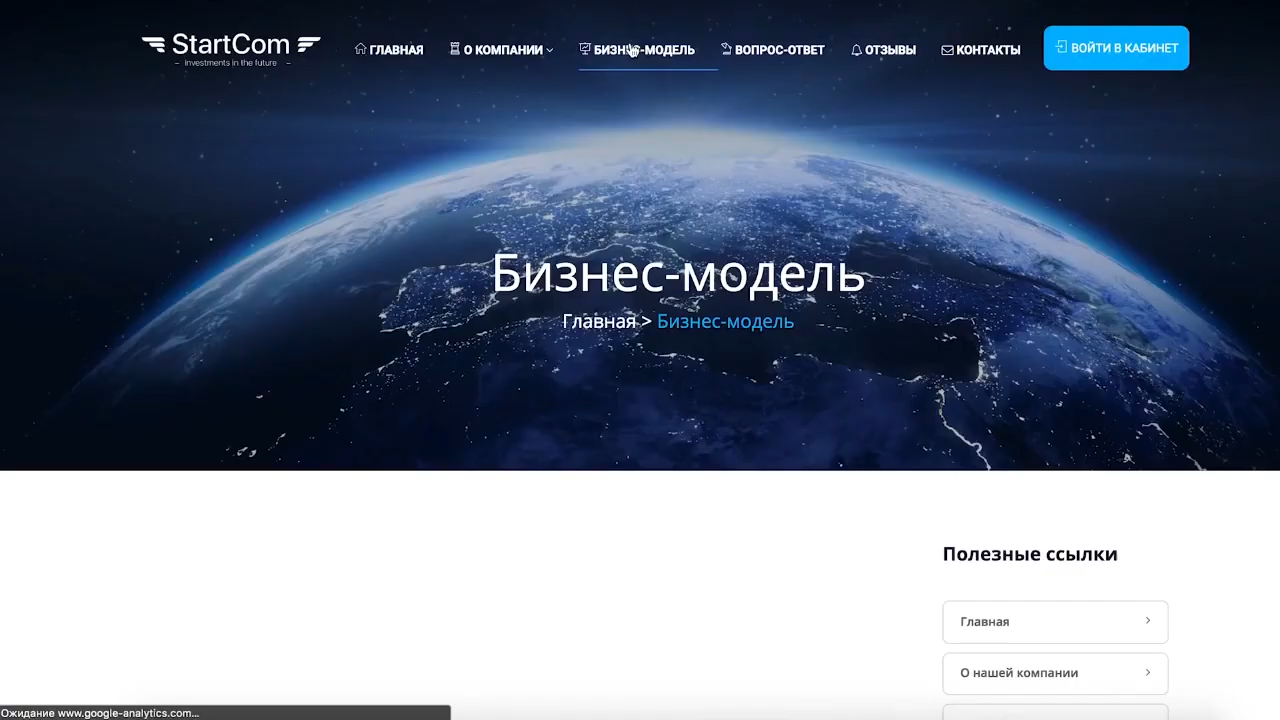 StartCom
– Investments in the future –
ГЛАВНАЯ
О КОМПАНИИ
БИЗНЕС-МОДЕЛЬ
ВОПРОС-ОТВЕТ
ОТЗЫВЫ
КОНТАКТЫ
ВОЙТИ В КАБИНЕТ
Бизнес-модель
Главная > Бизнес-модель
Полезные ссылки
Главная
О нашей компании
Ожидание www.google-analytics.com...